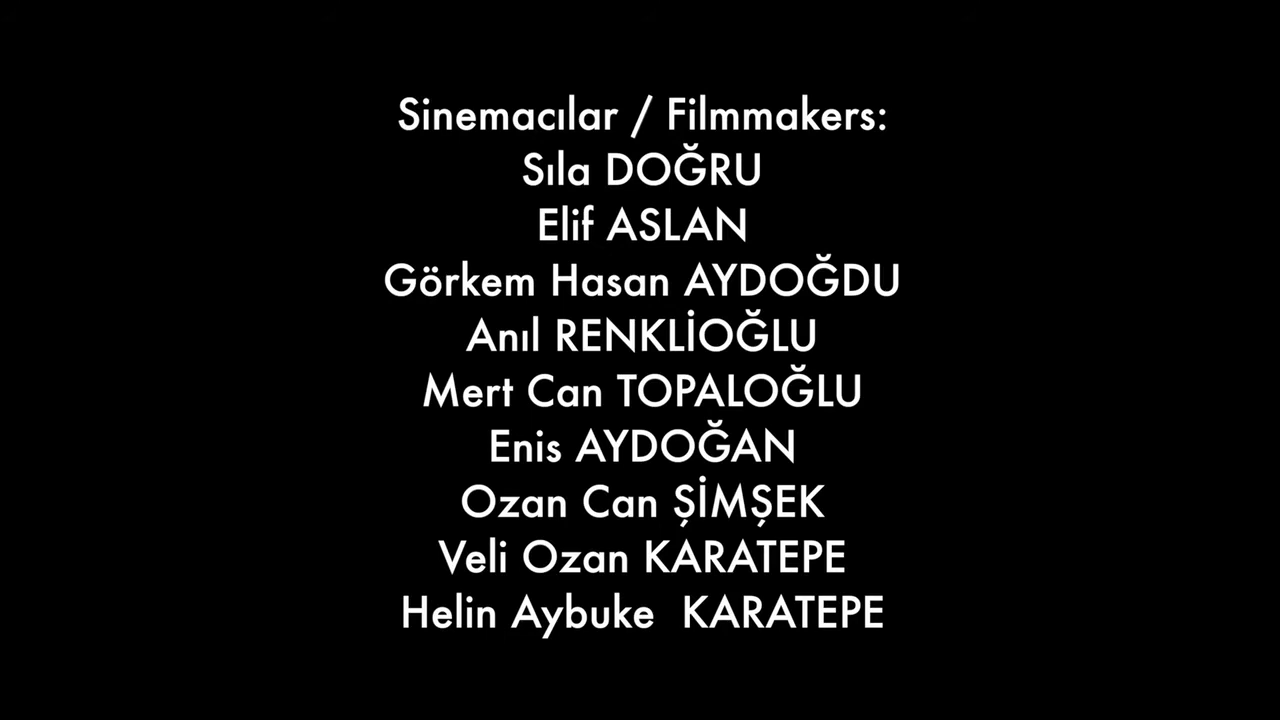 Sinemacılar / Filmmakers:
Sıla DOĞRU
Elif ASLAN
Görkem Hasan AYDOĞDU
Anıl RENKLİOĞLU
Mert Can TOPALOĞLU
Enis AYDOĞAN
Ozan Can ŞİMŞEK
Veli Ozan KARATEPE
Helin Aybuke  KARATEPE